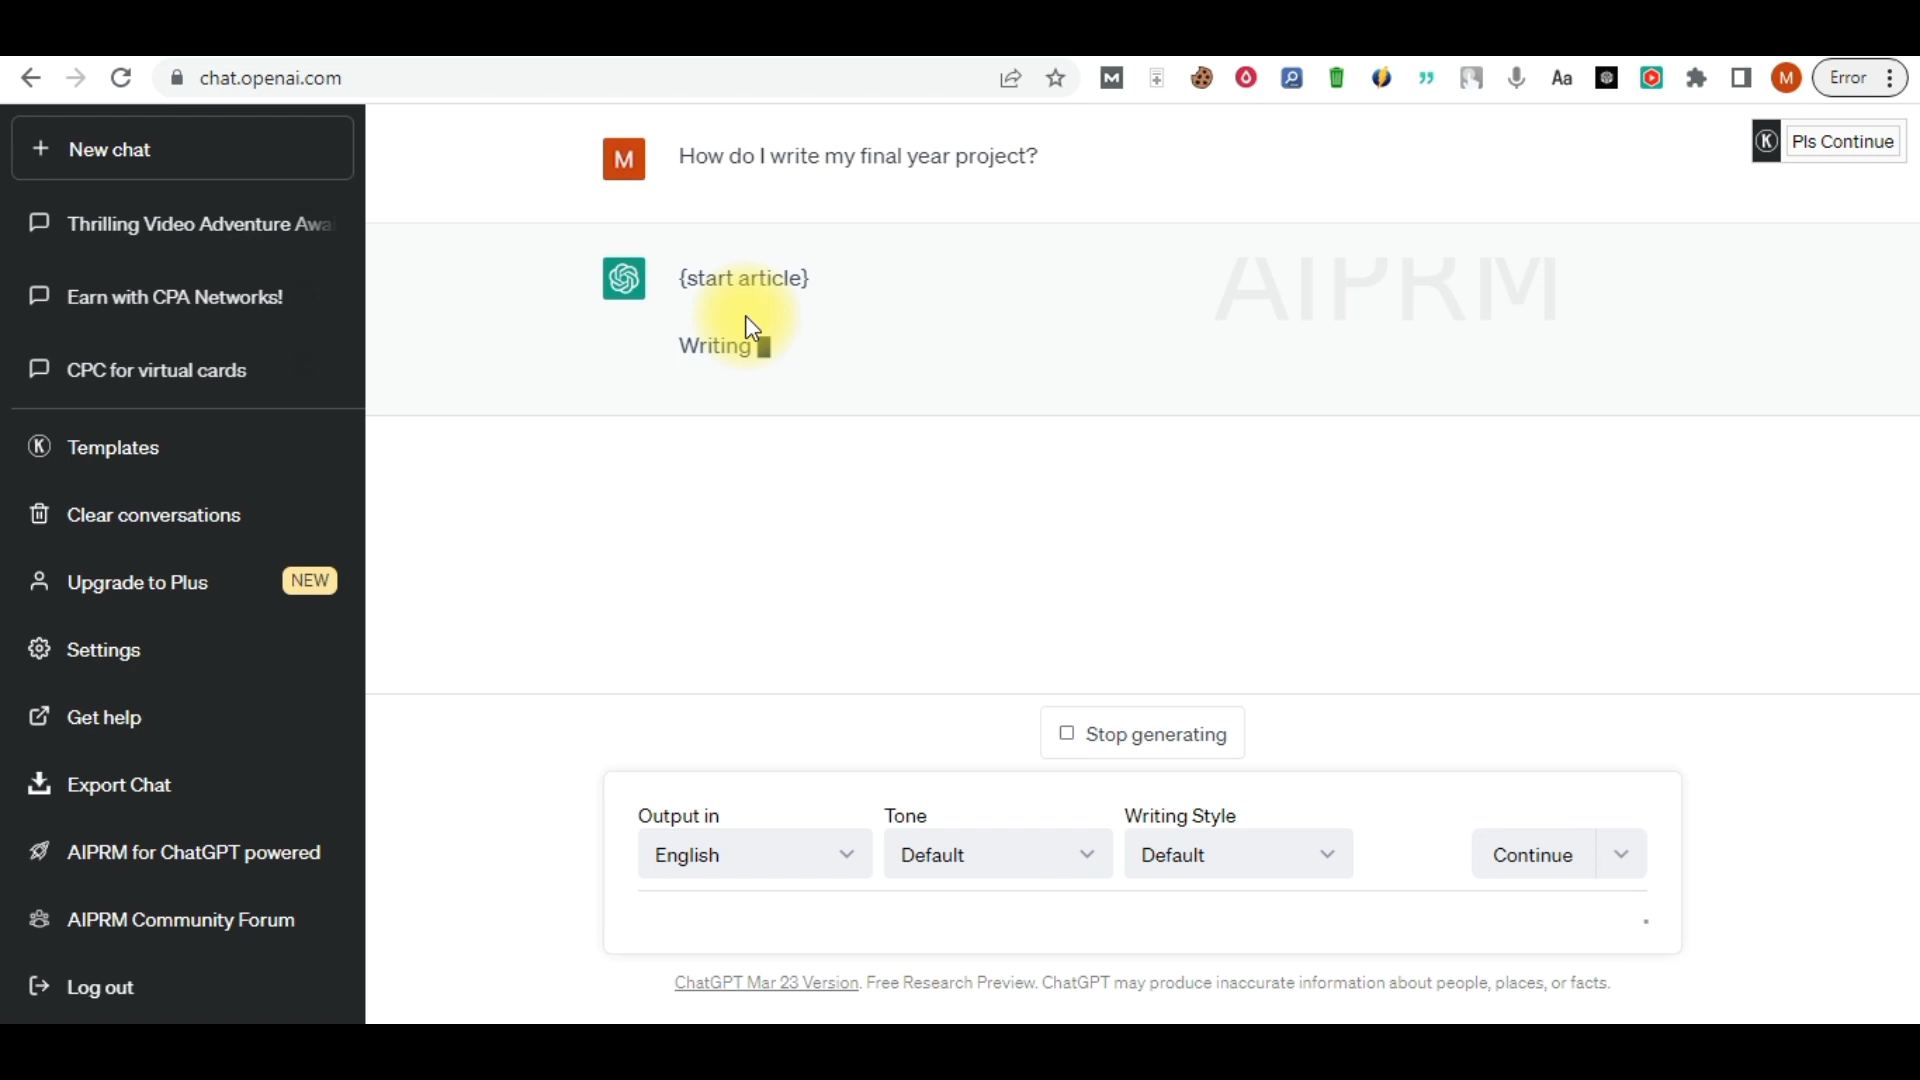 chat.openai.com
Aa
M
Error
New chat
Thrilling Video Adventure Awa
Earn with CPA Networks!
CPC for virtual cards
Templates
Clear conversations
Upgrade to Plus
NEW
Settings
Get help
Export Chat
AIPRM for ChatGPT powered
AIPRM Community Forum
Log out
M
How do I write my final year project?
K
Pls Continue
{start article}
AIPRM
Writing
Stop generating
Output in
Tone
Writing Style
English
Default
Default
Continue
ChatGPT Mar 23 Version. Free Research Preview. ChatGPT may produce inaccurate information about people, places, or facts.